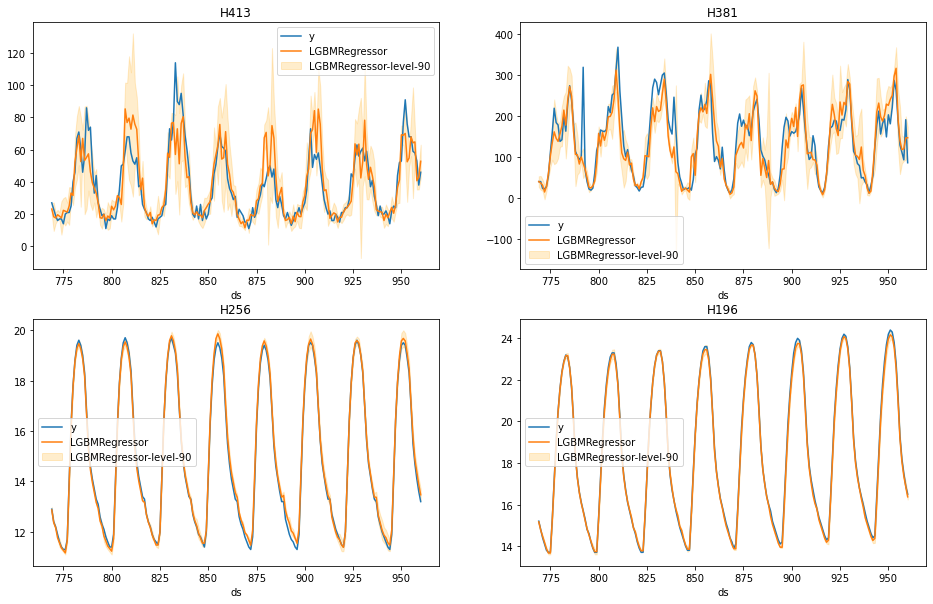 H413
y
LGBMRegressor
LGBMRegressor-level-90
120
100
80
60
40
20
0
775 800 825 850 875 900 925 950
ds
H381
400
300
200
100
0
−100
y
LGBMRegressor
LGBMRegressor-level-90
775 800 825 850 875 900 925 950
ds
H256
20
18
16
14
12
y
LGBMRegressor
LGBMRegressor-level-90
775 800 825 850 875 900 925 950
ds
H196
24
22
20
18
16
14
y
LGBMRegressor
LGBMRegressor-level-90
775 800 825 850 875 900 925 950
ds